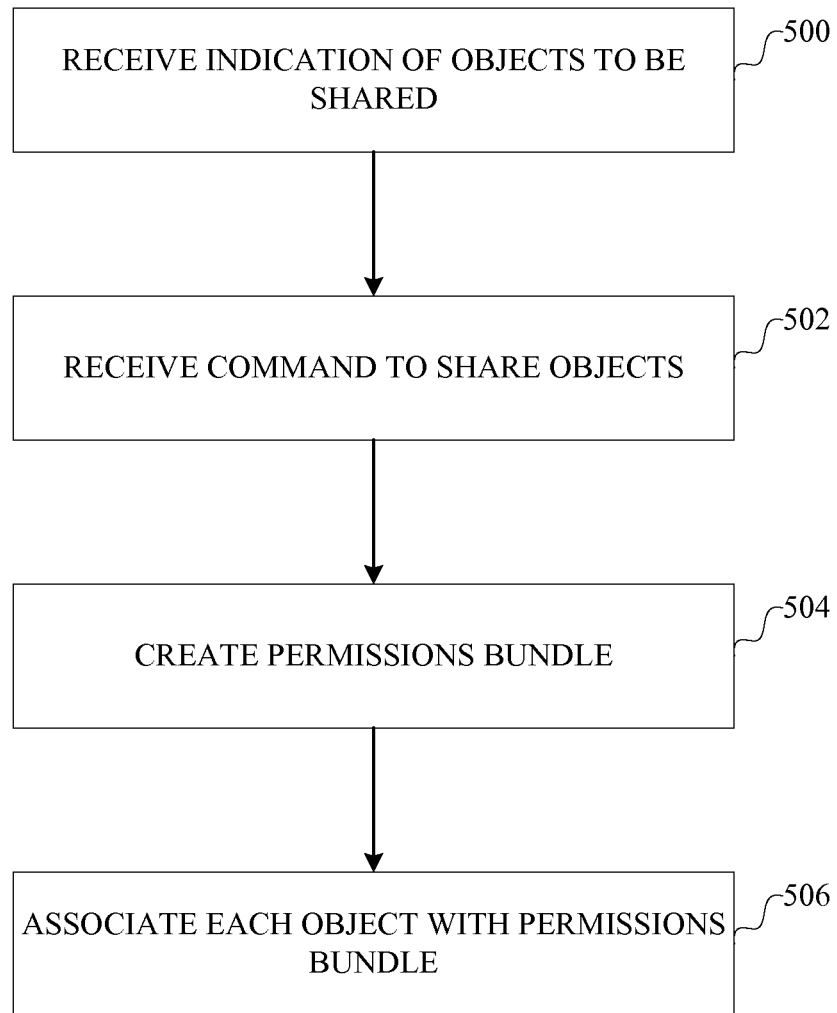 RECEIVE INDICATION OF OBJECTS TO BE
SHARED
500
RECEIVE COMMAND TO SHARE OBJECTS
502
CREATE PERMISSIONS BUNDLE
504
ASSOCIATE EACH OBJECT WITH PERMISSIONS
BUNDLE
506